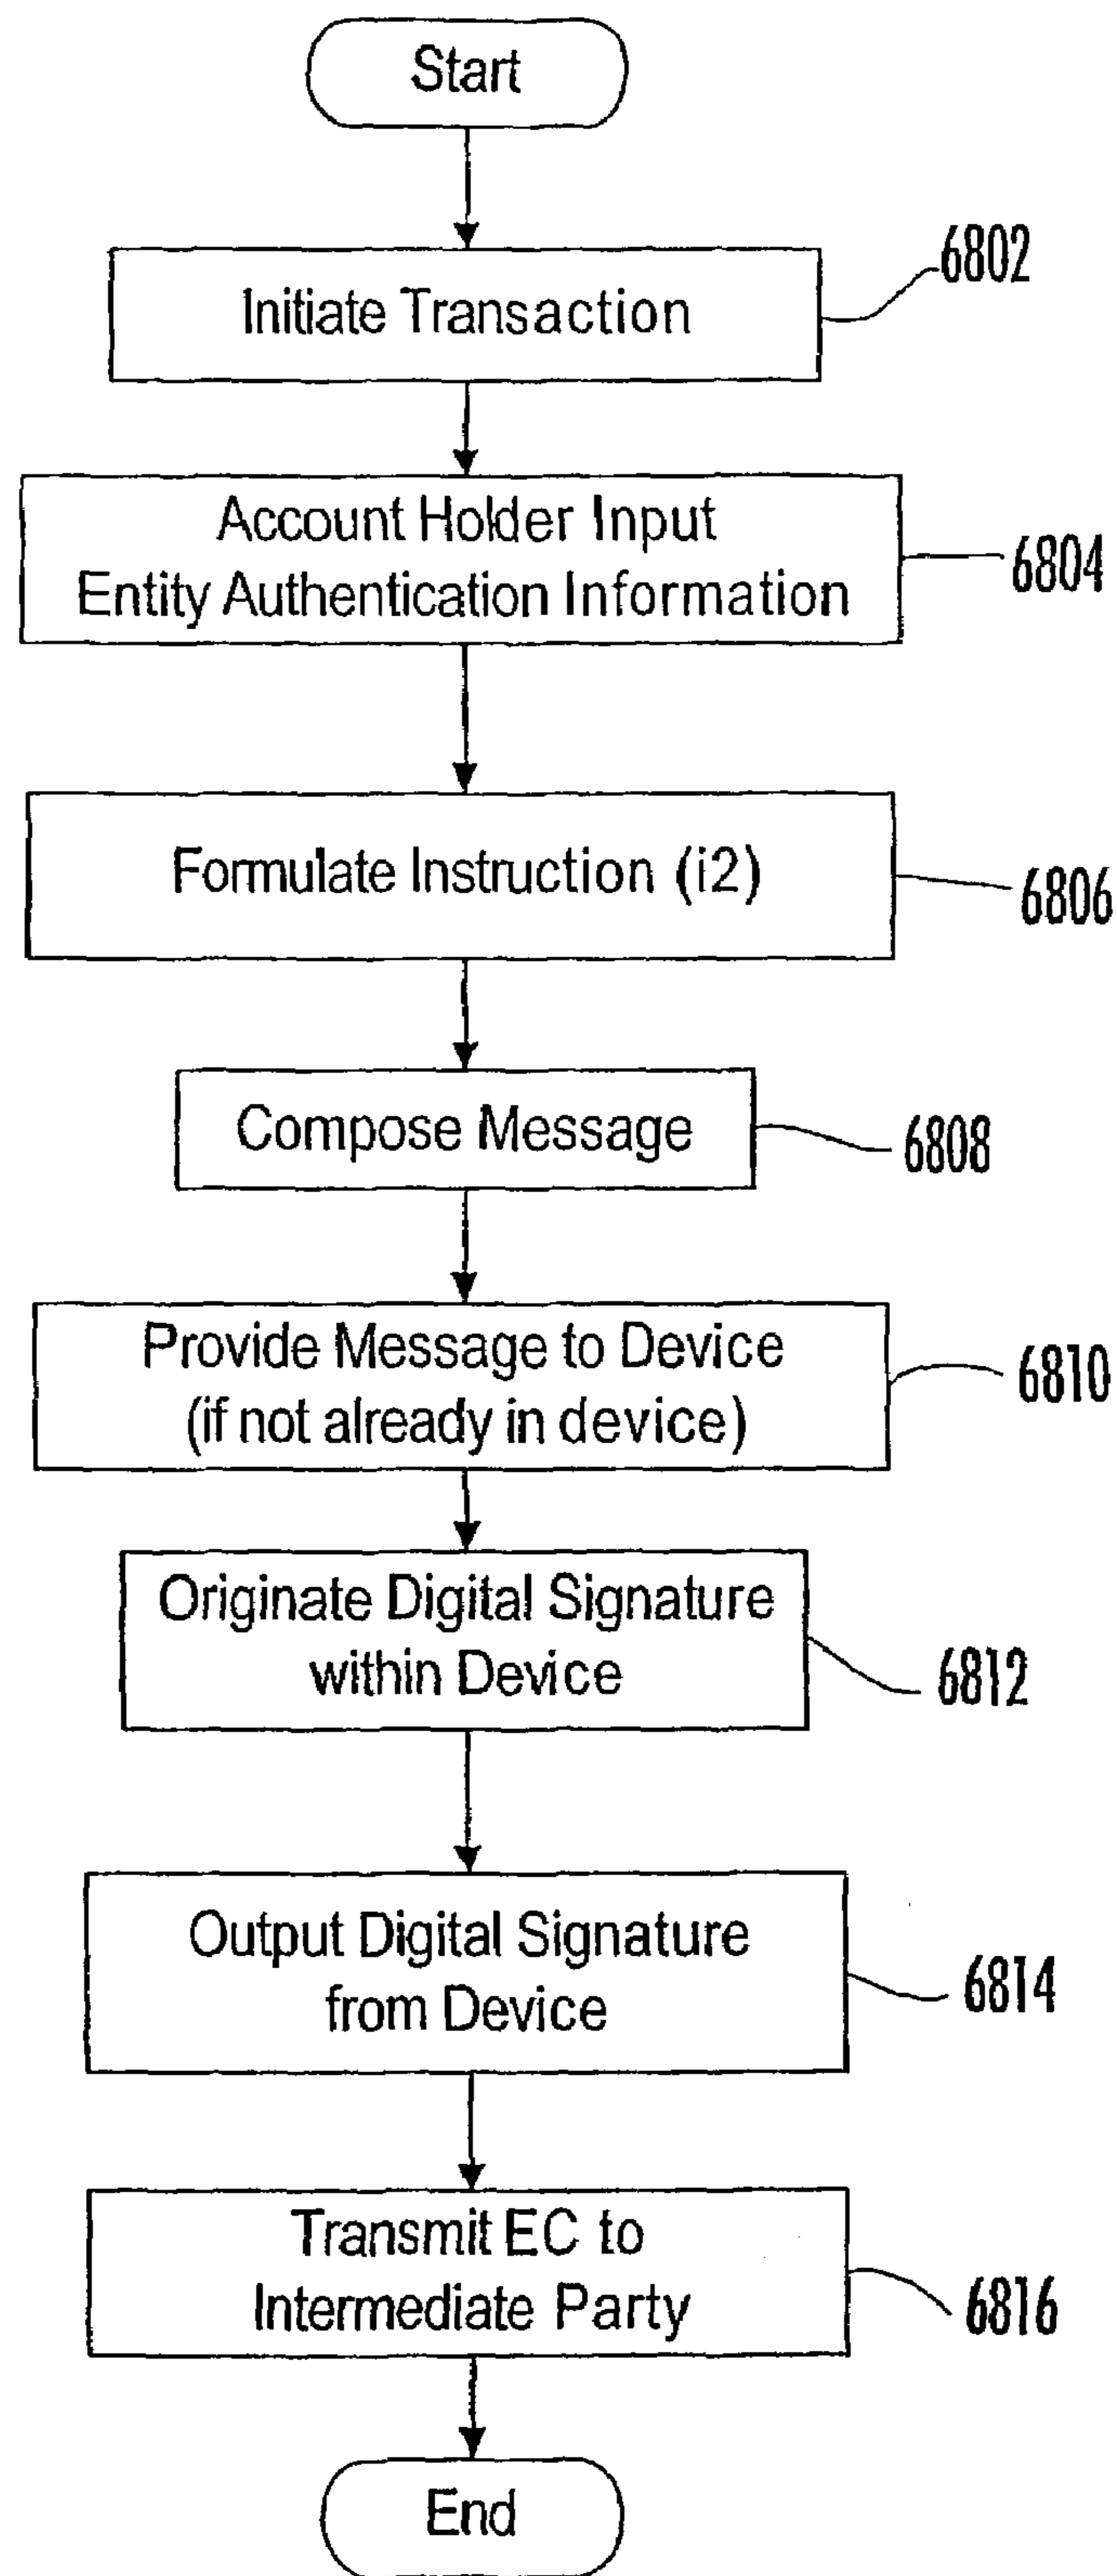 Start
Initiate Transaction
6802
Account Holder Input
Entity Authentication Information
6804
Formulate Instruction (i2)
6806
Compose Message
6808
Provide Message to Device
(if not already in device)
6810
Originate Digital Signature
within Device
6812
Output Digital Signature
from Device
6814
Transmit EC to
Intermediate Party
6816
End